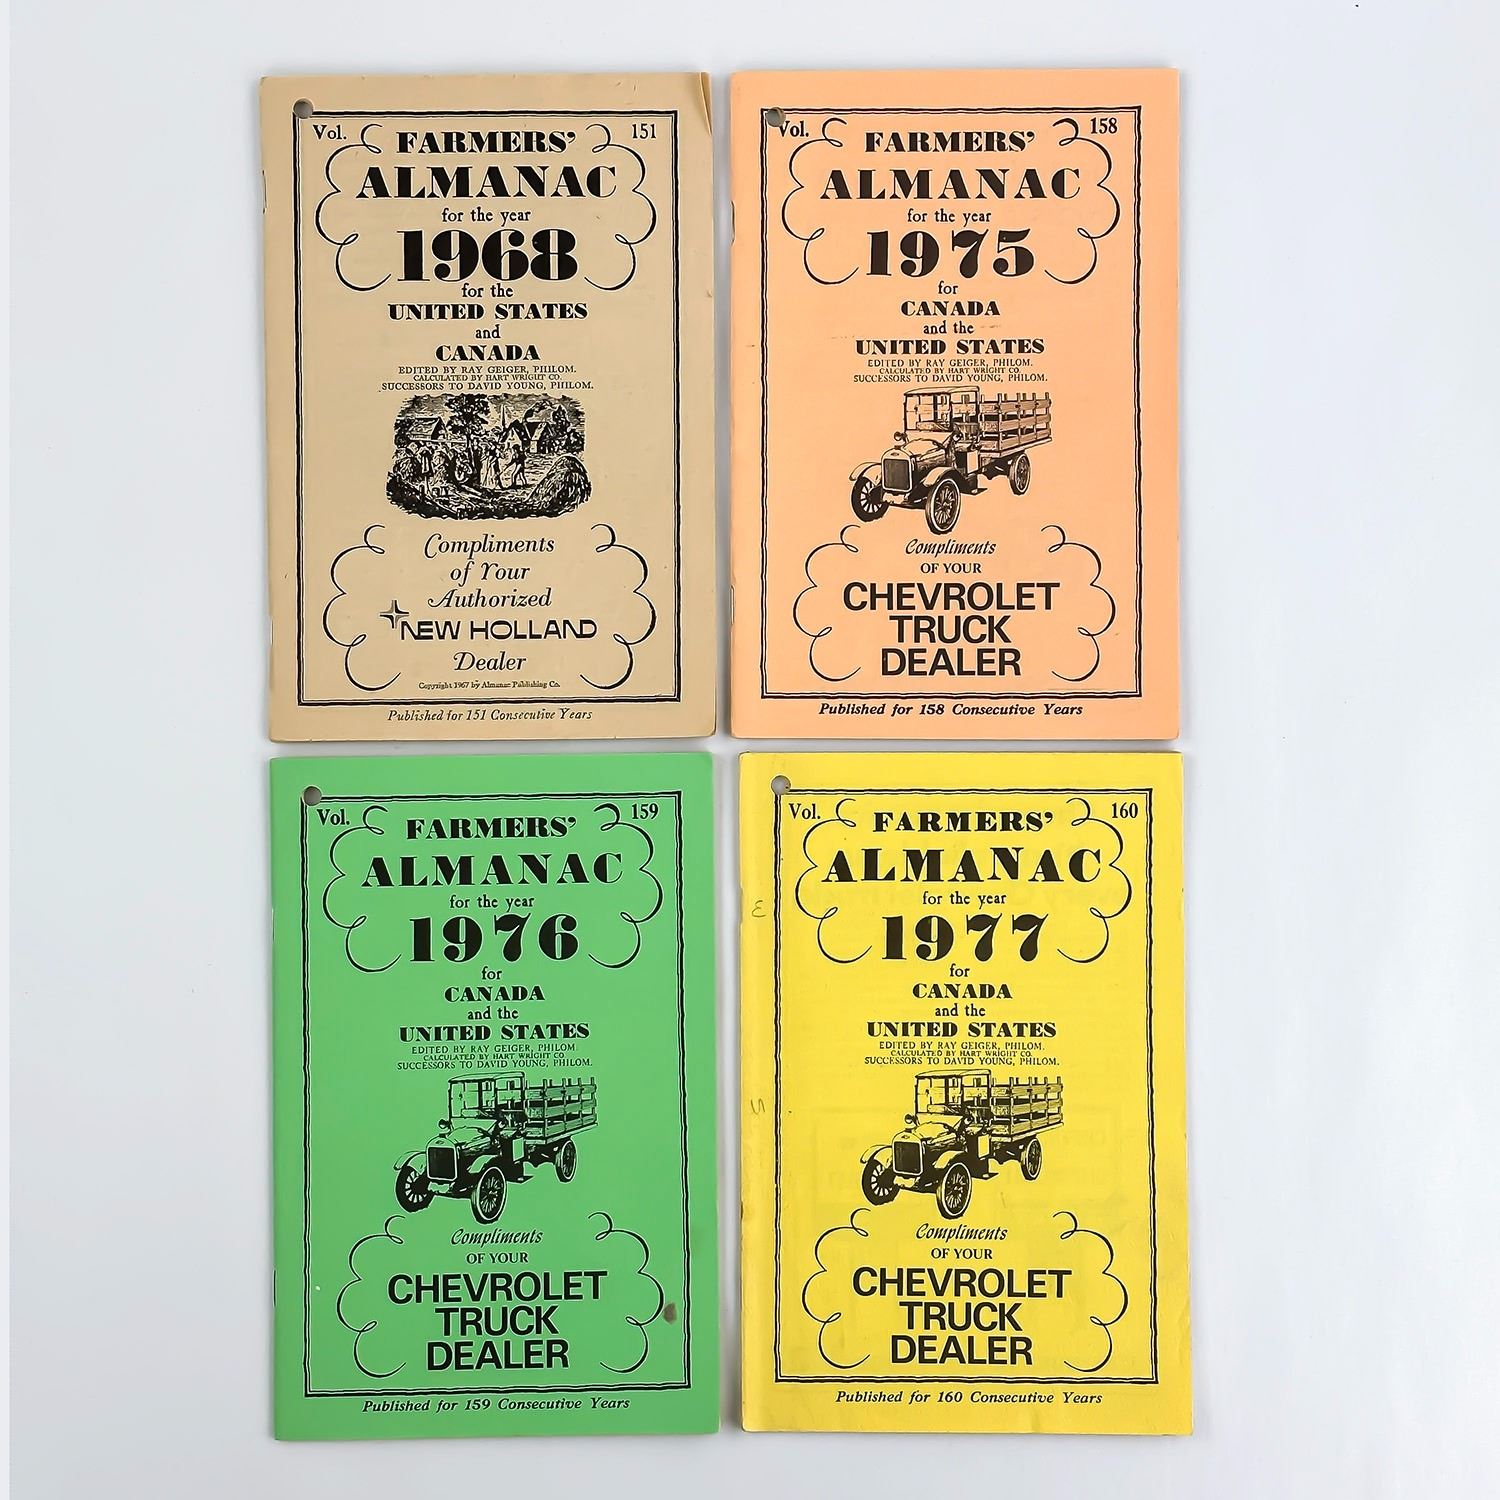 Vol. 151
FARMERS'
ALMANAC
for the year
1968
for the
UNITED STATES
and
CANADA
EDITED BY RAY GEIGER, PHILOM.
CALCULATED BY HART WRIGHT CO.
SUCCESSORS TO DAVID YOUNG, PHILOM.
Compliments
of Your
Authorized
NEW HOLLAND
Dealer
Copyright 1967 by Almanac Publishing Co.
Published for 151 Consecutive Years
Vol. 158
FARMERS'
ALMANAC
for the year
1975
for
CANADA
and the
UNITED STATES
EDITED BY RAY GEIGER, PHILOM.
CALCULATED BY HART WRIGHT CO
SUCCESSORS TO DAVID YOUNG, PHILOM.
Compliments
OF YOUR
CHEVROLET
TRUCK
DEALER
Published for 158 Consecutive Years
Vol. 159
FARMERS'
ALMANAC
for the year
1976
for
CANADA
and the
UNITED STATES
EDITED BY RAY GEIGER, PHILOM
CALCULATED BY HART WRIGHT CO
SUCCESSORS TO DAVID YOUNG, PHILOM.
Compliments
OF YOUR
CHEVROLET
TRUCK
DEALER
Published for 159 Consecutive Years
Vol. 160
FARMERS'
ALMANAC
for the year
1977
for
CANADA
and the
UNITED STATES
EDITED BY RAY GEIGER, PHILOM.
CALCULATED BY HART WRIGHT CO.
SUCCESSORS TO DAVID YOUNG, PHILOM.
Compliments
OF YOUR
CHEVROLET
TRUCK
DEALER
Published for 160 Consecutive Years